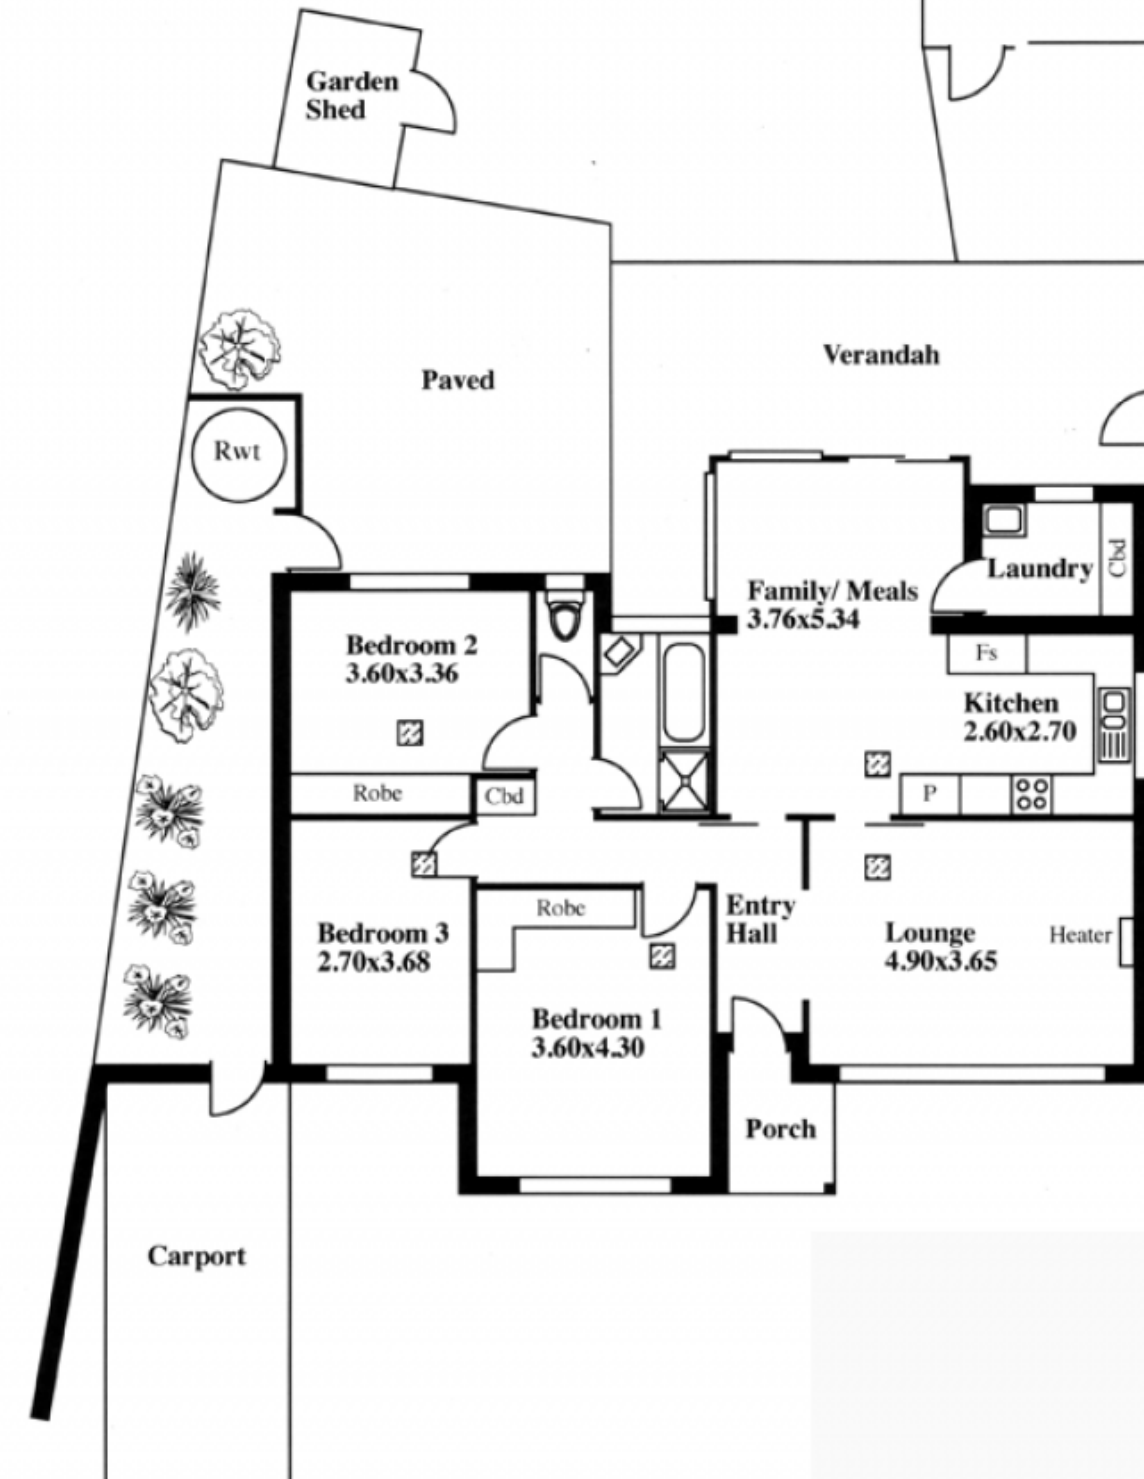 Garden
Shed
Verandah
Paved
Rwt
Cbd
Laundry
Family/ Meals
3.76x5.34
Bedroom 2
3.60x3.36
Fs
Kitchen
2.60x2.70
Robe
Cbd
P
Robe
Entry
Hall
Bedroom 3
2.70x3.68
Lounge
4.90x3.65
Heater
Bedroom 1
3.60x4.30
Porch
Carport